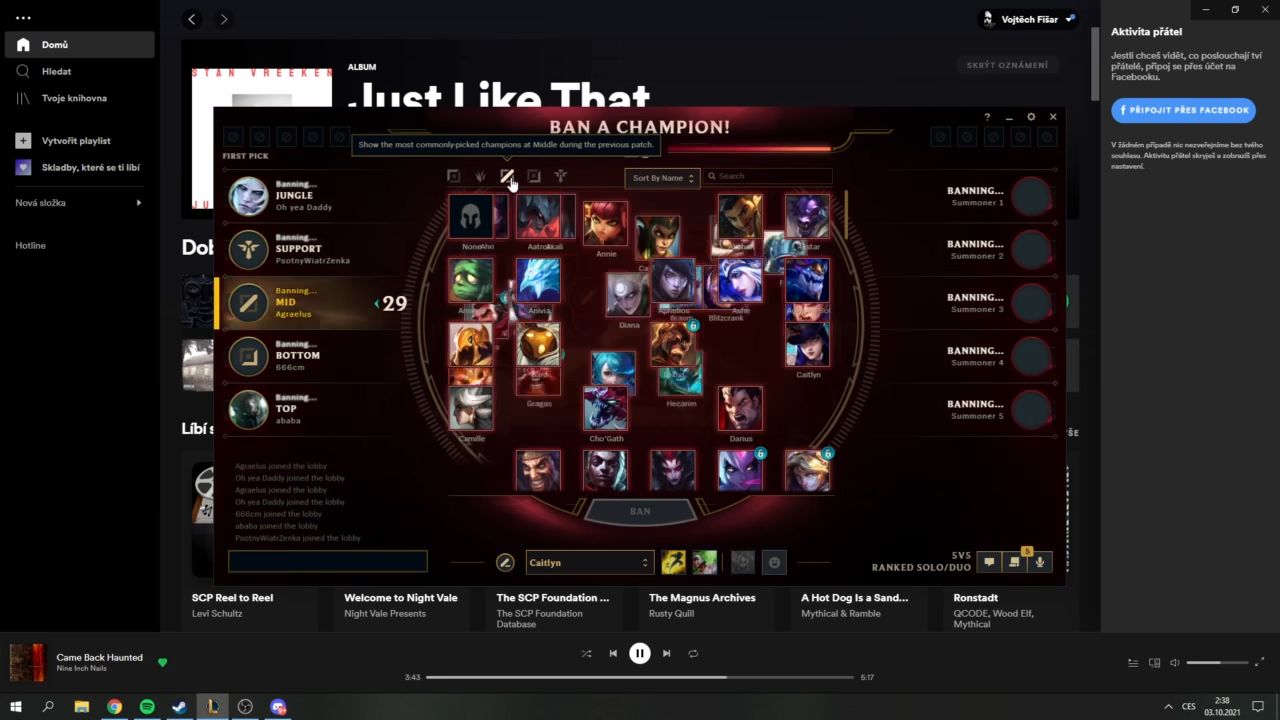 Domů
Hledat
Tvoje knihovna
Vytvořit playlist
Skladby, které se ti líbí
Nová složka
Hotline
Vojtěch Fišar
STAN VREEKEN
ALBUM
Just Like That
SKRÝT OZNÁMENÍ
Aktivita přátel
Jestli chceš vidět, co poslouchají tví
přátelé, připoj se přes účet na
Facebooku.
PŘIPOJIT PŘES FACEBOOK
V žádném případě nic nezveřejníme bez tvého
souhlasu. Aktivitu přátel skryješ a zobrazíš přes
nastavení.
BAN A CHAMPION!
Show the most commonly-picked champions at Middle during the previous patch.
FIRST PICK
Sort By Name
Search
Banning...
JUNGLE
Oh yea Daddy
Banning...
SUPPORT
PsotnyWiatrZenka
Banning...
MID
Agraelus
29
Banning...
BOTTOM
666cm
Banning...
TOP
ababa
None
Annie
Anivia
Diana
Aphelios
Blitzcrank
Ashe
Caitlyn
Gragas
Hecarim
Camille
Cho'Gath
Darius
6
6
6
BANNING...
Summoner 1
BANNING...
Summoner 2
BANNING...
Summoner 3
BANNING...
Summoner 4
BANNING...
Summoner 5
Agraelus joined the lobby
Oh yea Daddy joined the lobby
Agraelus joined the lobby
Oh yea Daddy joined the lobby
666cm joined the lobby
ababa joined the lobby
PsotnyWiatrZenka joined the lobby
BAN
Caitlyn
5V5
RANKED SOLO/DUO
5
SCP Reel to Reel
Levi Schultz
Welcome to Night Vale
Night Vale Presents
The SCP Foundation ...
The SCP Foundation
Database
The Magnus Archives
Rusty Quill
A Hot Dog Is a Sand...
Mythical & Ramble
Ronstadt
QCODE, Wood Elf,
Mythical
Came Back Haunted
Nine Inch Nails
3:43
5:17
CES
2:38
03.10.2021